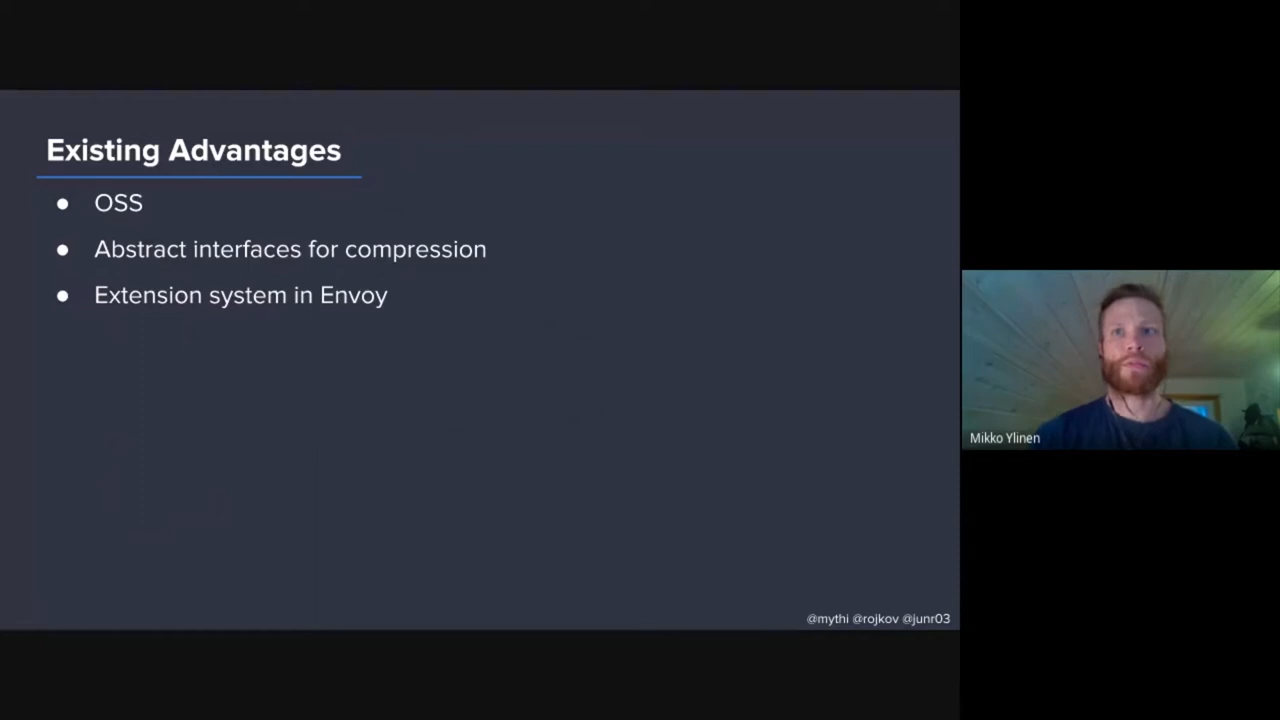 Existing Advantages
● OSS
● Abstract interfaces for compression
● Extension system in Envoy
@mythi @rojkov @junr03
Mikko Ylinen